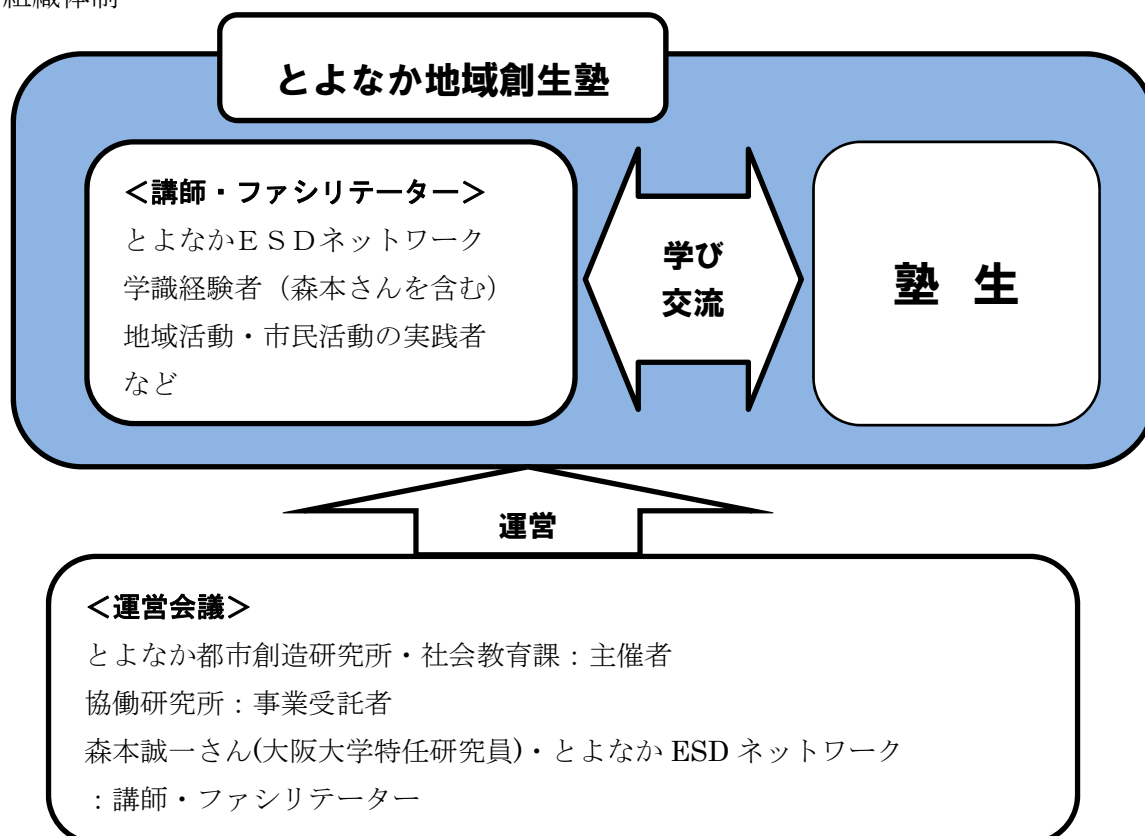 組織体制
とよなか地域創生塾
＜講師・ファシリテーター＞
とよなかＥＳＤネットワーク
学識経験者（森本さんを含む）
地域活動・市民活動の実践者
など
学び
交流
塾 生
運営
＜運営会議＞
とよなか都市創造研究所・社会教育課：主催者
協働研究所：事業受託者
森本誠一さん(大阪大学特任研究員)・とよなか ESD ネットワーク
：講師・ファシリテーター